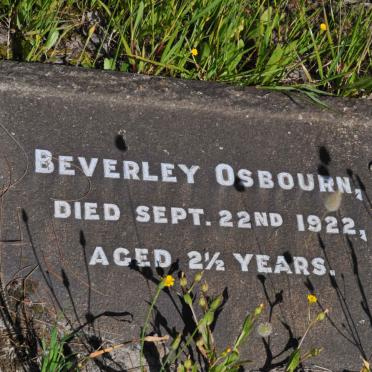 BEVERLEY OSBOURN,
DIED SEPT. 22ND 1922,
AGED 2½ YEARS.